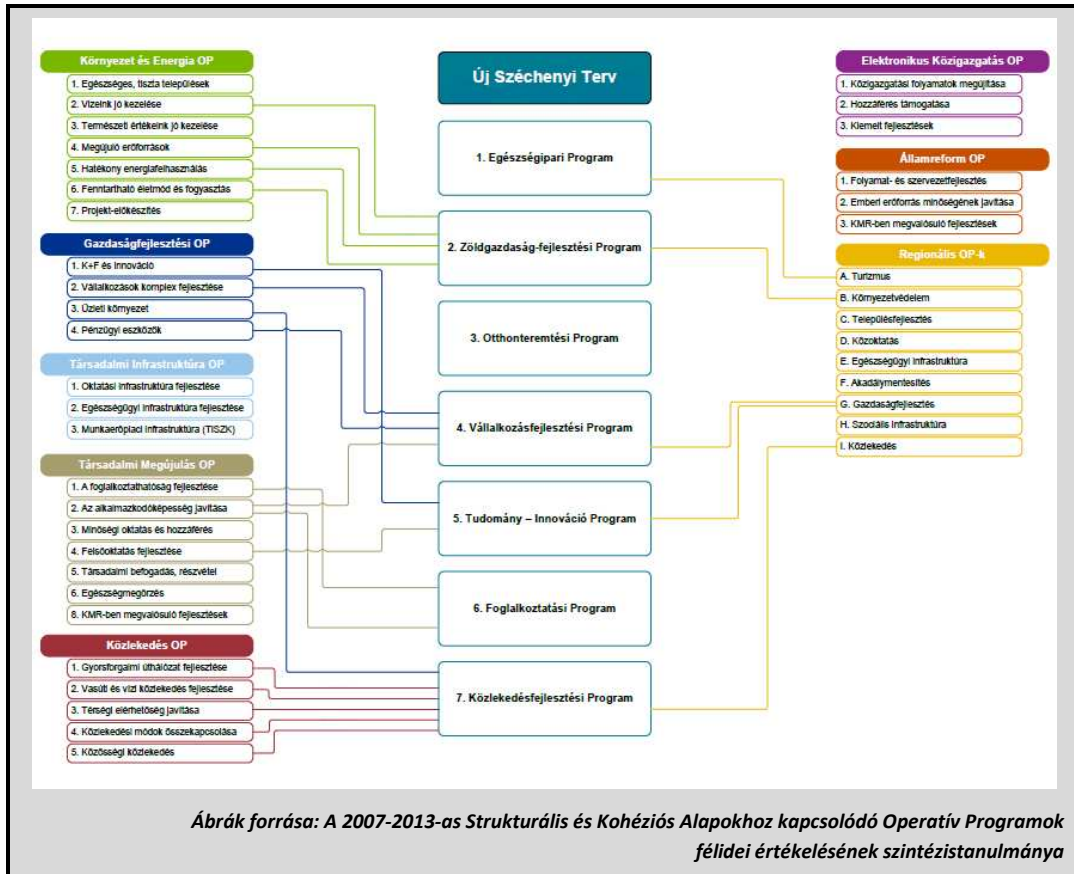 Környezet és Energia OP
1. Egészséges, tiszta települések
2. Vizeink jó kezelése
3. Természeti értékeink jó kezelése
4. Megújuló erőforrások
5. Hatékony energiafelhasználás
6. Fenntartható életmód és fogyasztás
7. Projekt-előkészítés
Gazdaságfejlesztési OP
1. K+F és innováció
2. Vállalkozások komplex fejlesztése
3. Üzleti környezet
4. Pénzügyi eszközök
Társadalmi Infrastruktúra OP
1. Oktatási infrastruktúra fejlesztése
2. Egészségügyi infrastruktúra fejlesztése
3. Munkaerőpiaci infrastruktúra (TISZK)
Társadalmi Megújulás OP
1. A foglalkoztathatóság fejlesztése
2. Az alkalmazkodóképesség javítása
3. Minőségi oktatás és hozzáférés
4. Felsőoktatás fejlesztése
5. Társadalmi befogadás, részvétel
6. Egészségmegőrzés
8. KMR-ben megvalósuló fejlesztések
Közlekedés OP
1. Gyorsforgalmi úthálózat fejlesztése
2. Vasúti és vízi közlekedés fejlesztése
3. Térségi elérhetőség javítása
4. Közlekedési módok összekapcsolása
5. Közösségi közlekedés
Új Széchenyi Terv
1. Egészségipari Program
2. Zöldgazdaság-fejlesztési Program
3. Otthonteremtési Program
4. Vállalkozásfejlesztési Program
5. Tudomány – Innováció Program
6. Foglalkoztatási Program
7. Közlekedésfejlesztési Program
Elektronikus Közigazgatás OP
1. Közigazgatási folyamatok megújítása
2. Hozzáférés támogatása
3. Kiemelt fejlesztések
Államreform OP
1. Folyamat- és szervezetfejlesztés
2. Emberi erőforrás minőségének javítása
3. KMR-ben megvalósuló fejlesztések
Regionális OP-k
A. Turizmus
B. Környezetvédelem
C. Településfejlesztés
D. Közoktatás
E. Egészségügyi infrastruktúra
F. Akadálymentesítés
G. Gazdaságfejlesztés
H. Szociális infrastruktúra
I. Közlekedés
Ábrák forrása: A 2007-2013-as Strukturális és Kohéziós Alapokhoz kapcsolódó Operatív Programok
félidei értékelésének szintézistanulmánya